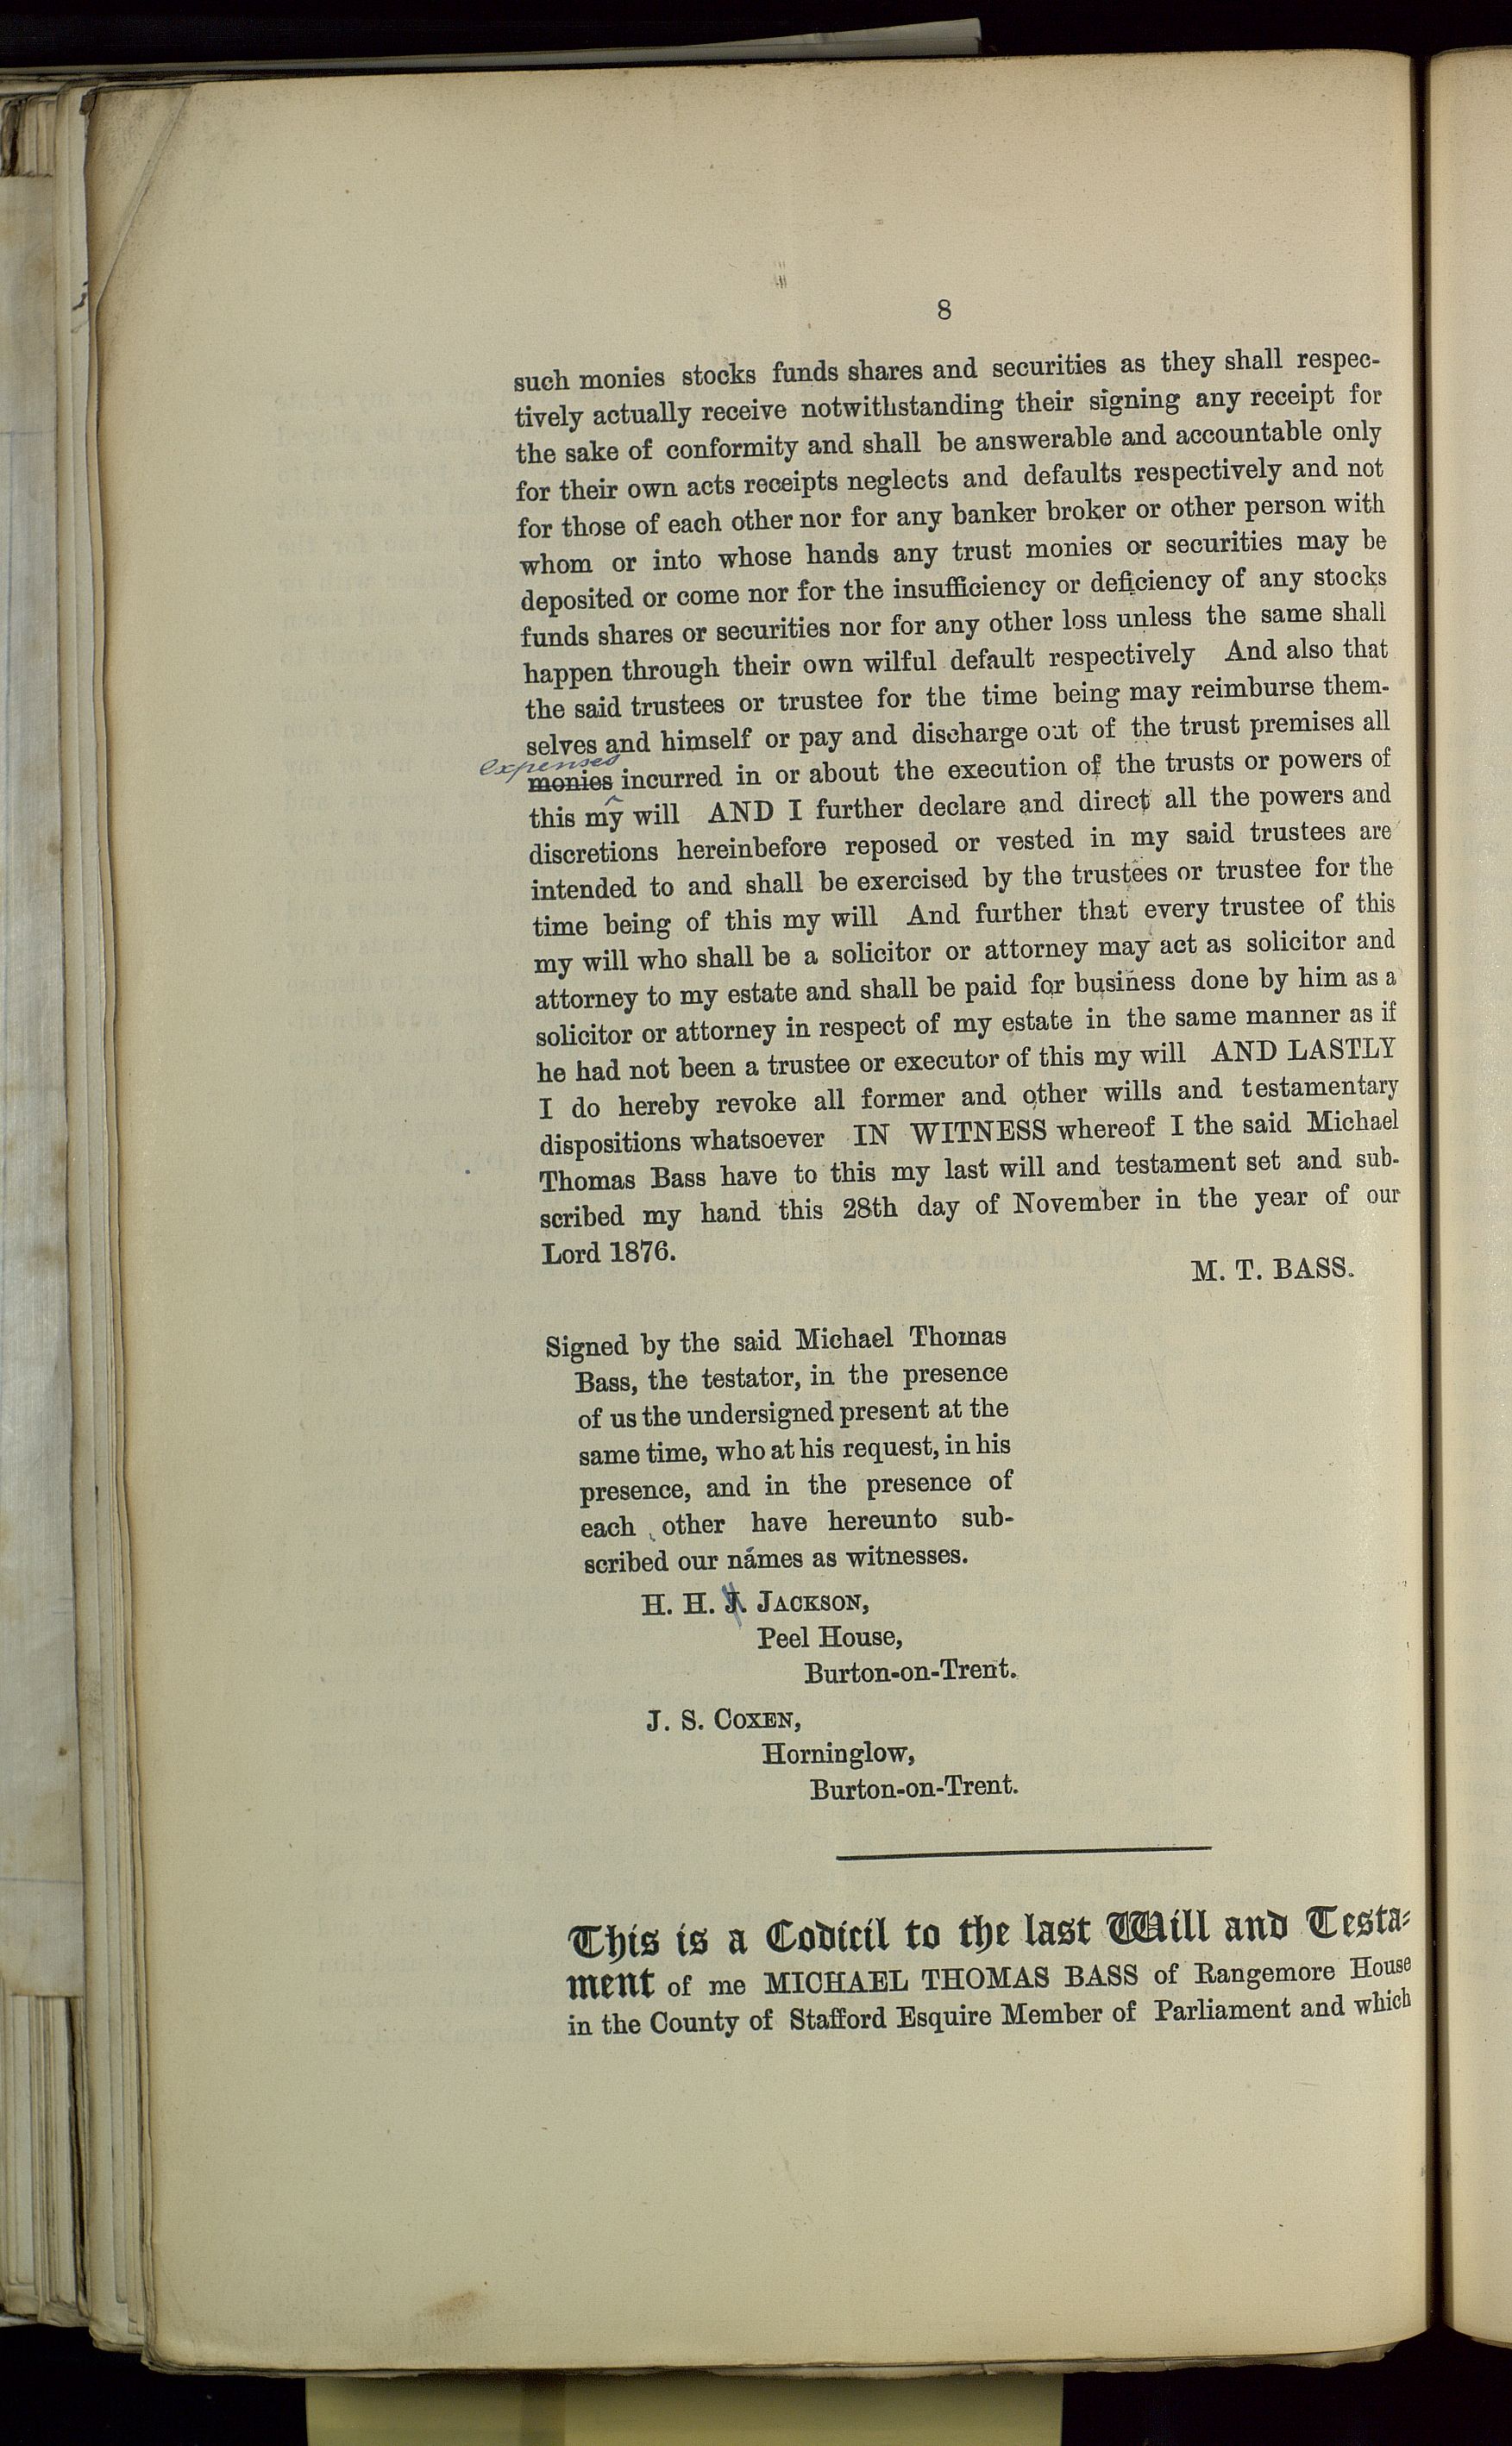 8
such monies stocks funds shares and securities as they shall respec-
tively actually receive notwithstanding their signing any receipt for
the sake of conformity and shall be answerable and accountable only
for their own acts receipts neglects and defaults respectively and not
for those of each other nor for any banker broker or other person with
whom or into whose hands any trust monies or securities may be
deposited or come nor for the insufficiency or deficiency of any stocks
funds shares or securities nor for any other loss unless the same shall
happen through their own wilful default respectively And also that
the said trustees or trustee for the time being may reimburse them-
selves and himself or pay and discharge out of the trust premises all
expenses
monies incurred in or about the execution of the trusts or powers of
this my will AND I further declare and direct all the powers and
discretions hereinbefore reposed or vested in my said trustees are
intended to and shall be exercised by the trustees or trustee for the
time being of this my will And further that every trustee of this
my will who shall be a solicitor or attorney may act as solicitor and
attorney to my estate and shall be paid for business done by him as a
solicitor or attorney in respect of my estate in the same manner as if
he had not been a trustee or executor of this my will AND LASTLY
I do hereby revoke all former and other wills and testamentary
dispositions whatsoever IN WITNESS whereof I the said Michael
Thomas Bass have to this my last will and testament set and sub-
scribed my hand this 28th day of November in the year of our
Lord 1876.
M. T. BASS.
Signed by the said Michael Thomas
Bass, the testator, in the presence
of us the undersigned present at the
same time, who at his request, in his
presence, and in the presence of
each other have hereunto sub-
scribed our names as witnesses.
H. H. J. JACKSON,
Peel House,
Burton-on-Trent.
J. S. COXEN,
Horninglow,
Burton-on-Trent.
This is a Codicil to the last Will and Testa-
ment of me MICHAEL THOMAS BASS of Rangemore House
in the County of Stafford Esquire Member of Parliament and which